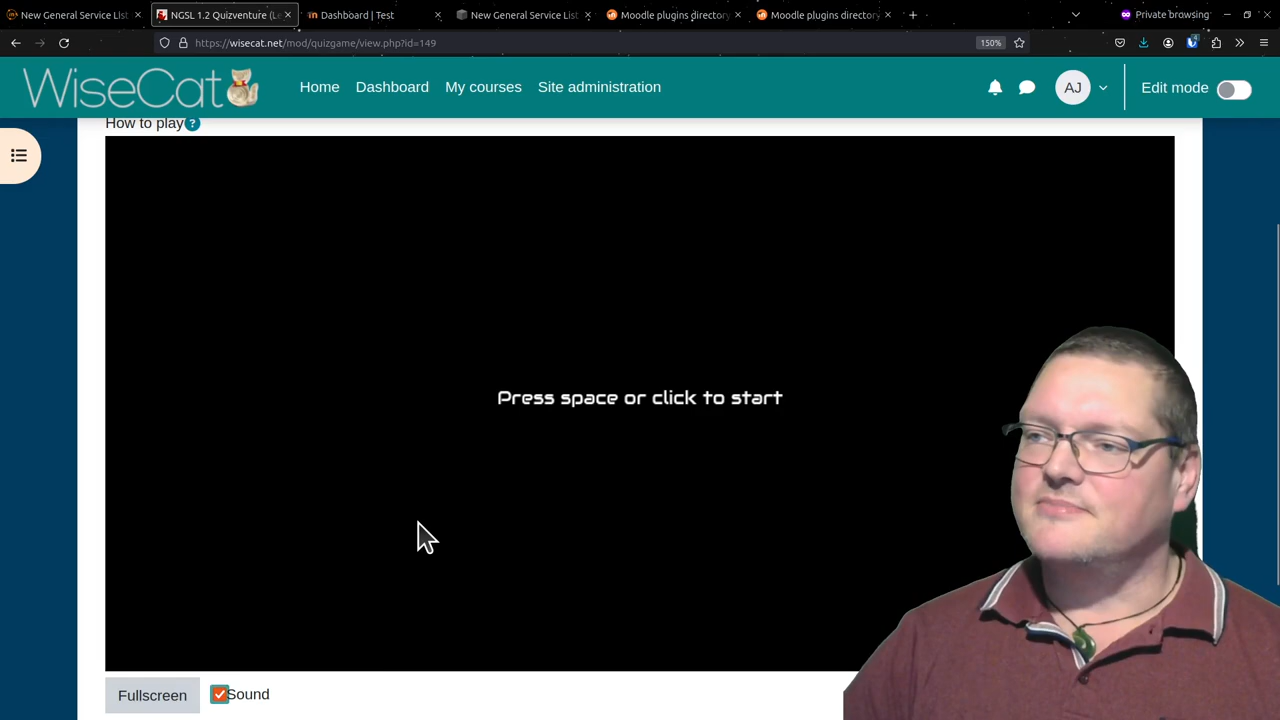 New General Service List
NGSL 1.2 Quizventure (Le
Dashboard | Test
New General Service List
Moodle plugins directory
Moodle plugins directory
Private browsing
https://wisecat.net/mod/quizgame/view.php?id=149
150%
WiseCat
Home
Dashboard
My courses
Site administration
AJ
Edit mode
How to play
?
Press space or click to start
Fullscreen
Sound